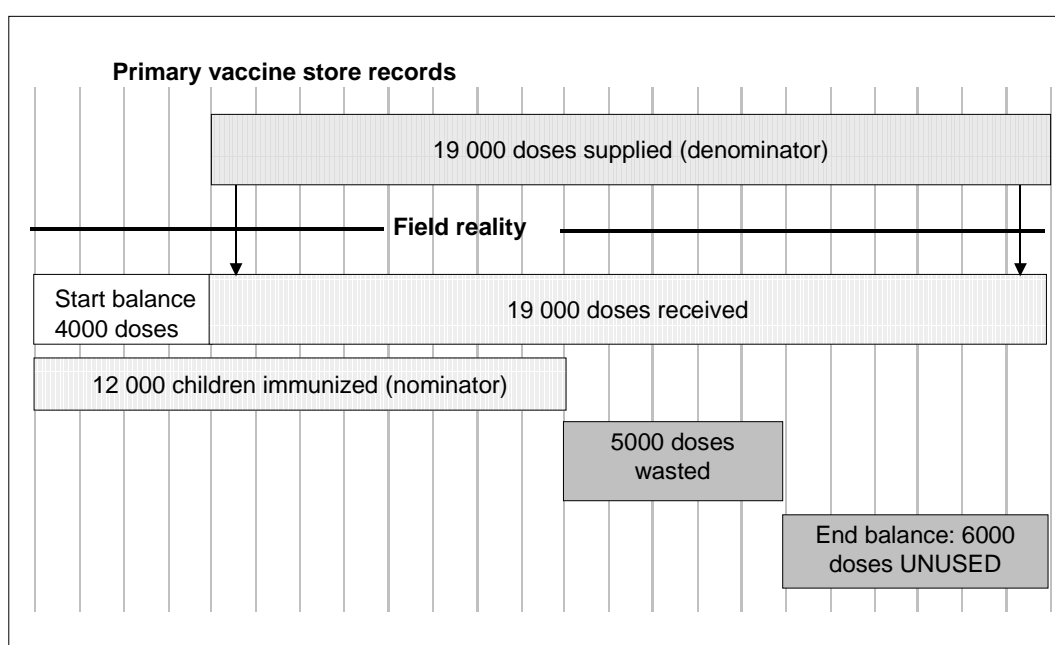 Primary vaccine store records
19 000 doses supplied (denominator)
Field reality
Start balance
4000 doses
19 000 doses received
12 000 children immunized (nominator)
5000 doses
wasted
End balance: 6000
doses UNUSED